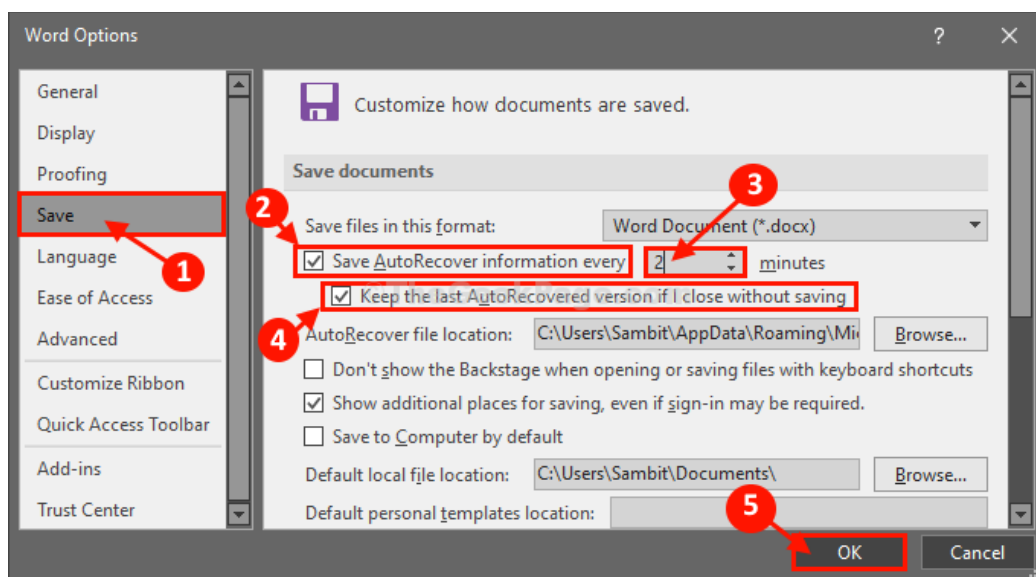 Word Options
?
General
Display
Proofing
Save
Language
Ease of Access
Advanced
Customize Ribbon
Quick Access Toolbar
Add-ins
Trust Center
1
Customize how documents are saved.
Save documents
2
3
Save files in this format: Word Document (*.docx)
Save AutoRecover information every 2 minutes
Keep the last AutoRecovered version if I close without saving
4
AutoRecover file location: C:\Users\Sambit\AppData\Roaming\Mi Browse...
Don't show the Backstage when opening or saving files with keyboard shortcuts
Show additional places for saving, even if sign-in may be required.
Save to Computer by default
Default local file location: C:\Users\Sambit\Documents\ Browse...
Default personal templates location:
5
OK Cancel